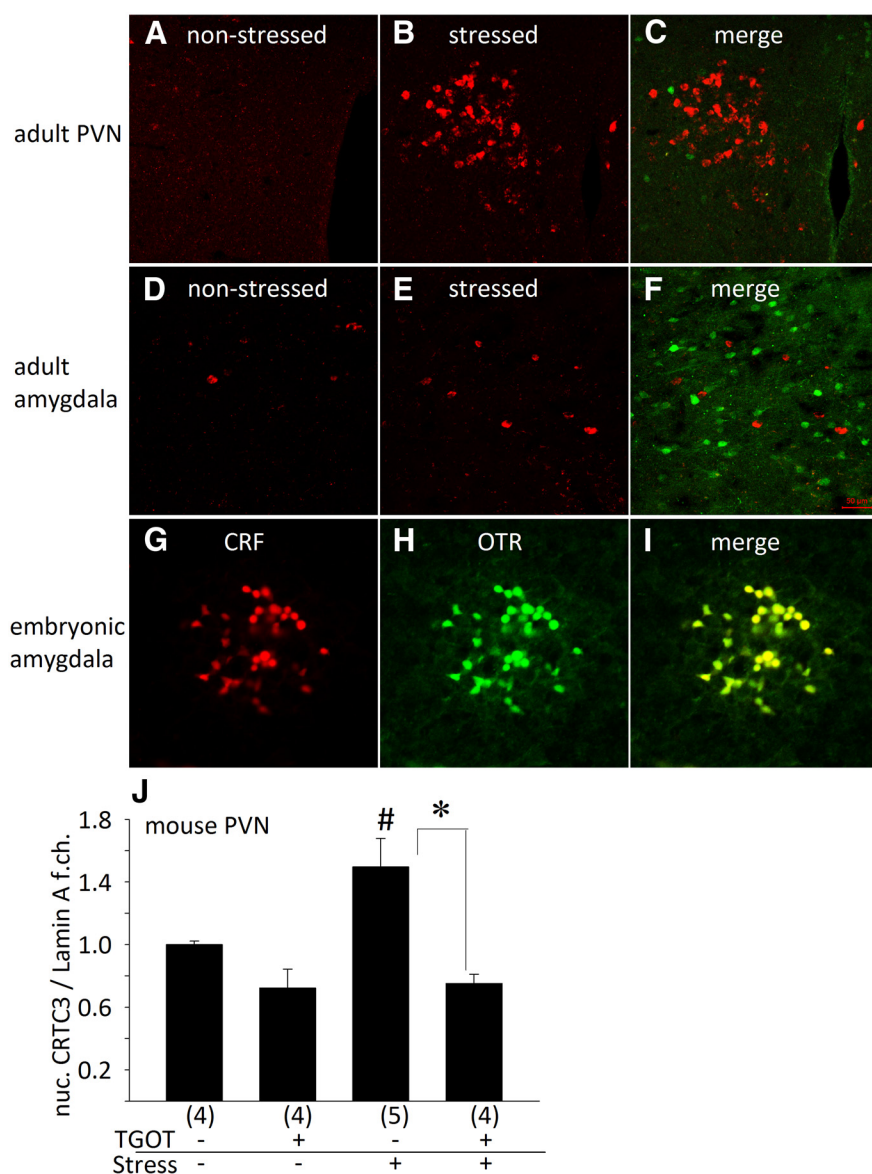 A non-stressed B stressed C merge
adult PVN
D non-stressed E stressed F merge
adult
amygdala
50 µm
G CRF H OTR I merge
embryonic
amygdala
J
mouse PVN
# *
nuc. CRTC3 / Lamin A f.ch.
1.8
1.4
1.0
0.6
0.2
(4) (4) (5) (4)
TGOT - + - +
Stress - - + +